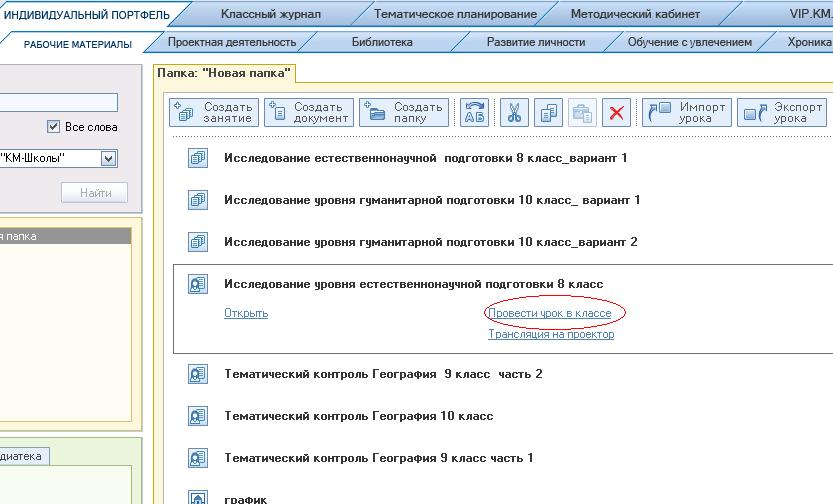 ИНДИВИДУАЛЬНЫЙ ПОРТФЕЛЬ
Классный журнал
Тематическое планирование
Методический кабинет
VIP.KM.
РАБОЧИЕ МАТЕРИАЛЫ
Проектная деятельность
Библиотека
Развитие личности
Обучение с увлечением
Хроника
Папка: "Новая папка"
Создать занятие
Создать документ
Создать папку
АБ
Импорт урока
Экспорт урока
Все слова
"КМ-Школы"
Найти
я папка
диатека
Исследование естественнонаучной подготовки 8 класс_вариант 1
Исследование уровня гуманитарной подготовки 10 класс_ вариант 1
Исследование уровня гуманитарной подготовки 10 класс_вариант 2
Исследование уровня естественнонаучной подготовки 8 класс
Открыть
Провести урок в классе
Трансляция на проектор
Тематический контроль География 9 класс часть 2
Тематический контроль География 10 класс
Тематический контроль География 9 класс часть 1
график